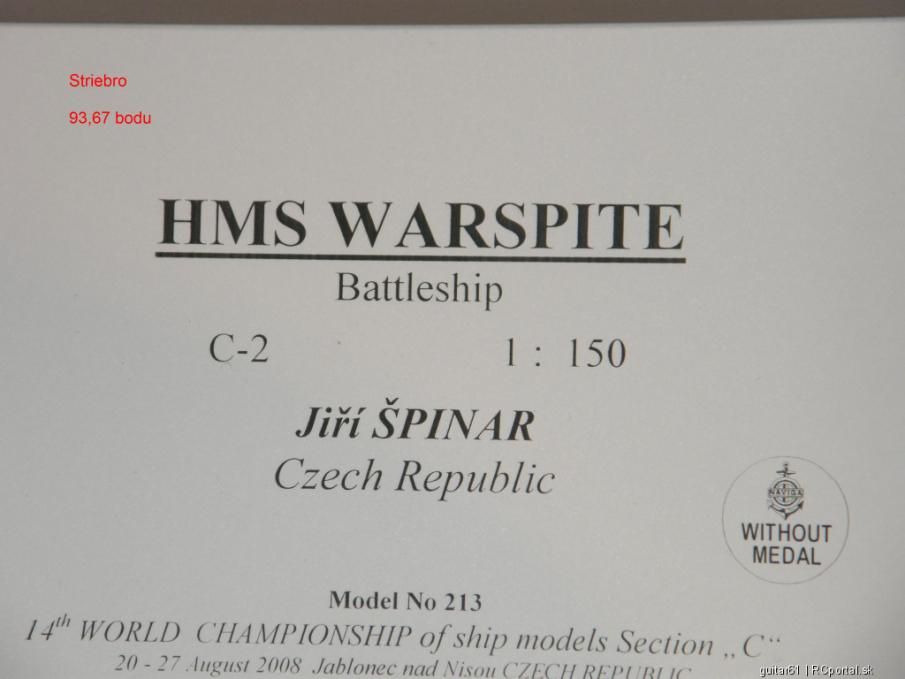 Striebro
93,67 bodu
HMS WARSPITE
Battleship
C-2 1 : 150
Jiří ŠPINAR
Czech Republic
NAVIGA
WITHOUT
MEDAL
Model No 213
14th WORLD CHAMPIONSHIP of ship models Section „C“
20 - 27 August 2008 Jablonec nad Nisou CZECH REPUBLIC
guitar61 | RCportal.sk